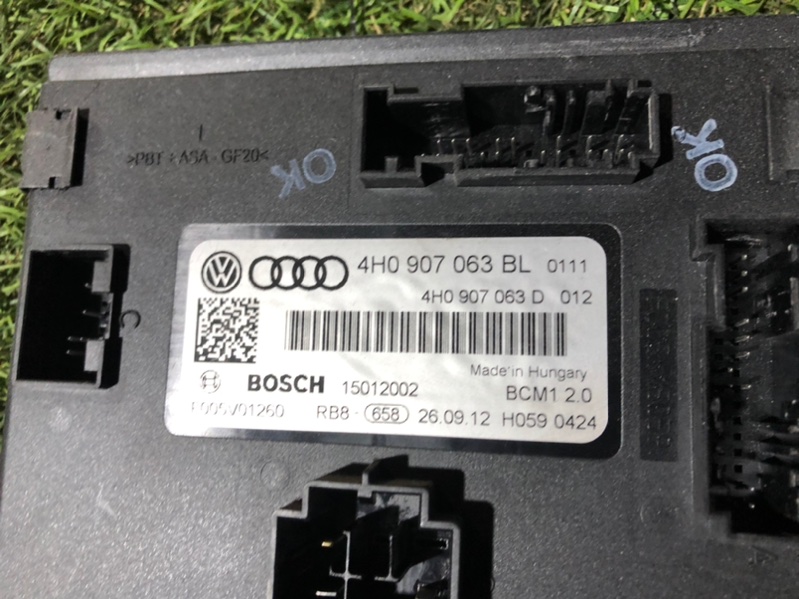 >PBT+ASA-GF20<
OK
OK
4H0 907 063 BL 0111
4H0 907 063 D 012
Made in Hungary
BOSCH 15012002 BCM1 2.0
F005V01260 RB8- 658 26.09.12 H059 0424
C
A